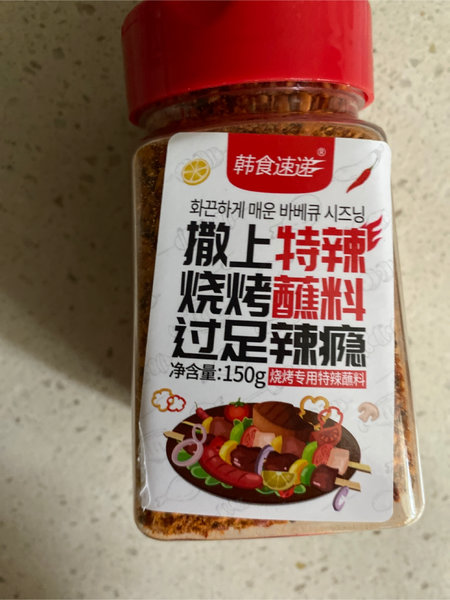 韩食速递®
화끈하게 매운 바베큐 시즈닝
撒上特辣
烧烤蘸料
过足辣瘾
净含量:150g 烧烤专用特辣蘸料